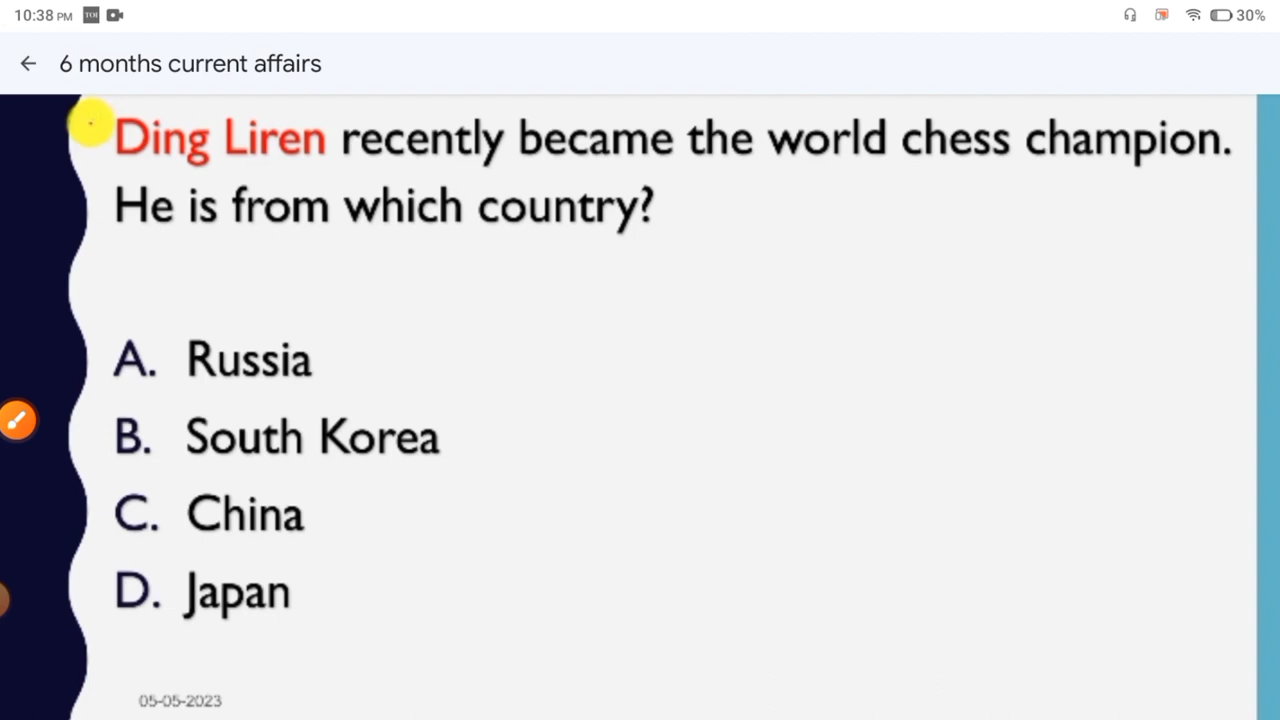 10:38 PM TOI 30%
6 months current affairs
Ding Liren recently became the world chess champion.
He is from which country?
A. Russia
B. South Korea
C. China
D. Japan
05-05-2023